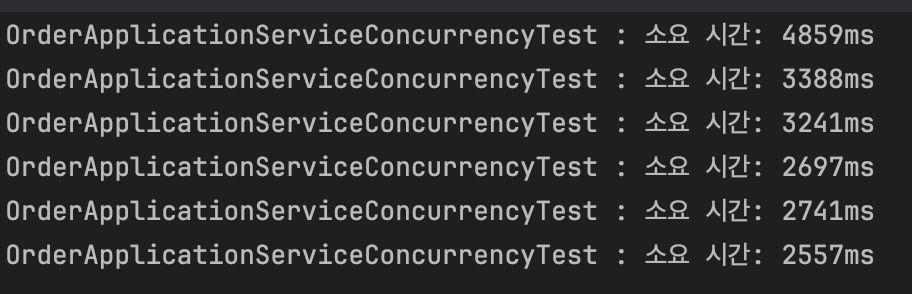 OrderApplicationServiceConcurrencyTest : 소요 시간: 4859ms
OrderApplicationServiceConcurrencyTest : 소요 시간: 3388ms
OrderApplicationServiceConcurrencyTest : 소요 시간: 3241ms
OrderApplicationServiceConcurrencyTest : 소요 시간: 2697ms
OrderApplicationServiceConcurrencyTest : 소요 시간: 2741ms
OrderApplicationServiceConcurrencyTest : 소요 시간: 2557ms